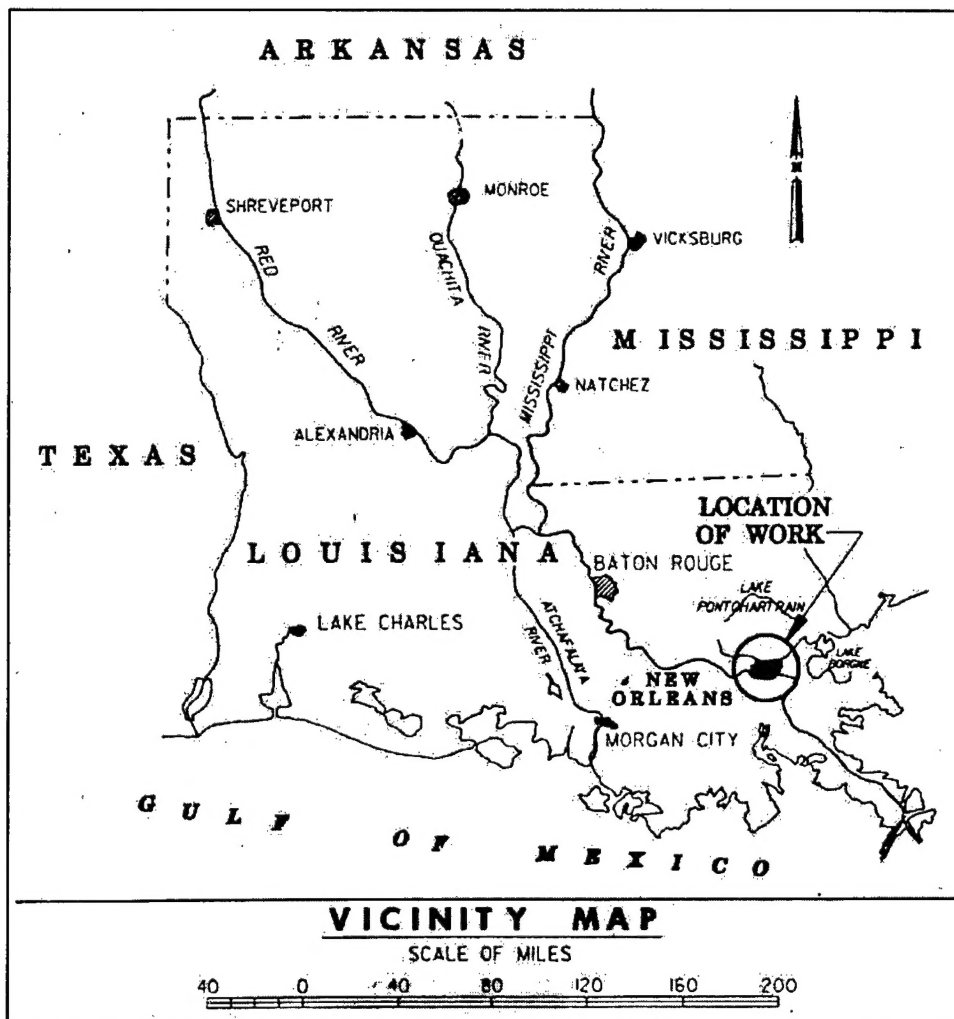 ARKANSAS
SHREVEPORT
MONROE
VICKSBURG
RED
RIVER
OUACHITA
RIVER
MISSISSIPPI
RIVER
MISSISSIPPI
NATCHEZ
ALEXANDRIA
TEXAS
LOCATION
OF WORK
LOUISIANA
BATON ROUGE
LAKE
PONTCHARTRAIN
LAKE CHARLES
ATCHAFALAYA
RIVER
LAKE
BORGNE
NEW
ORLEANS
MORGAN CITY
GULF OF MEXICO
VICINITY MAP
SCALE OF MILES
40 0 40 80 120 160 200